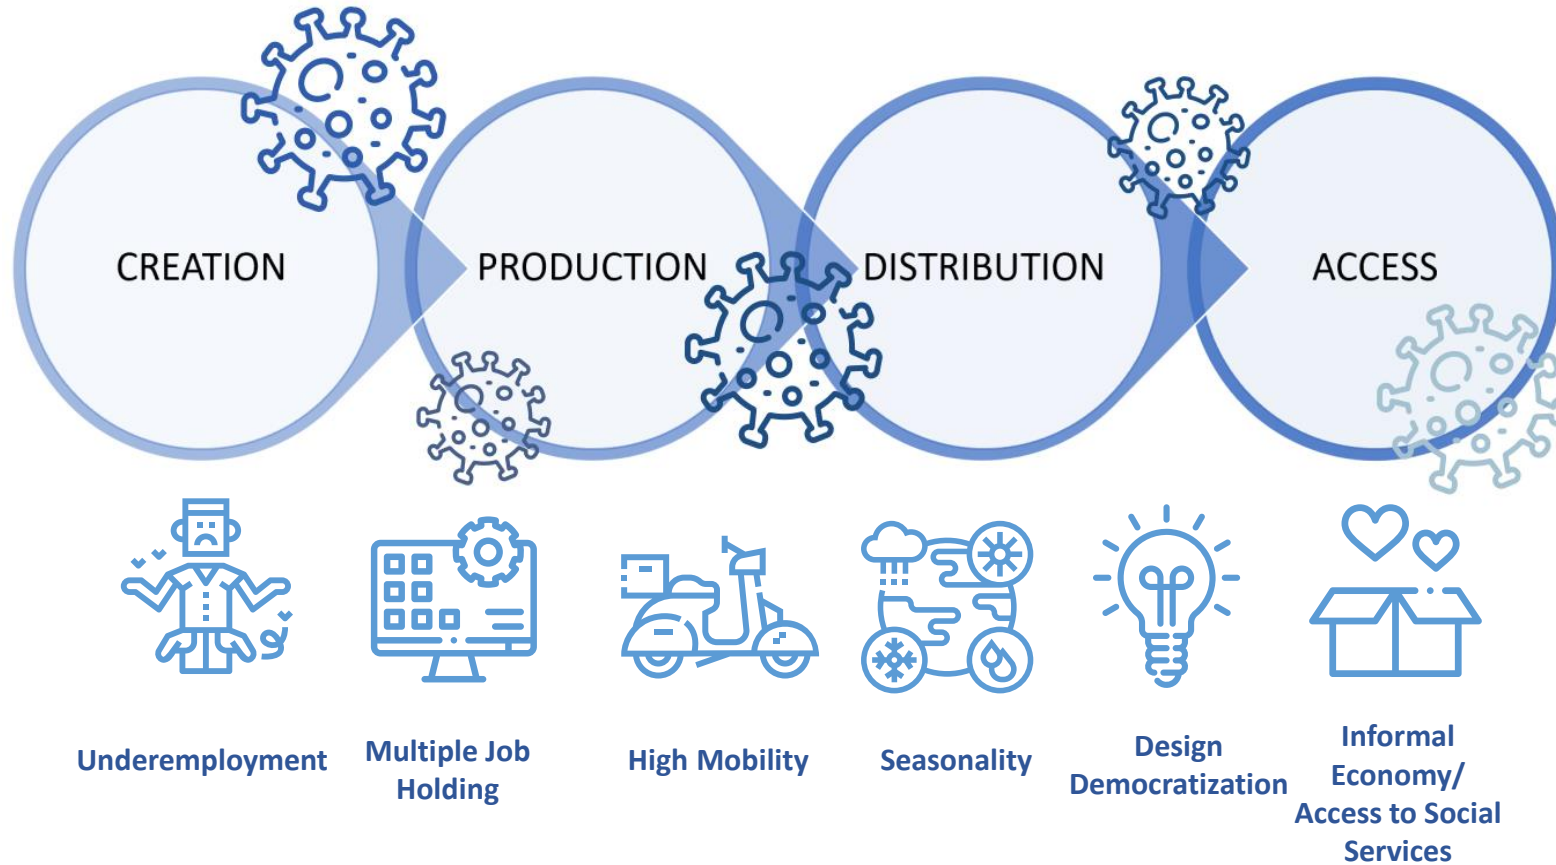 CREATION
PRODUCTION
DISTRIBUTION
ACCESS
Underemployment
Multiple Job
Holding
High Mobility
Seasonality
Design
Democratization
Informal
Economy/
Access to Social
Services